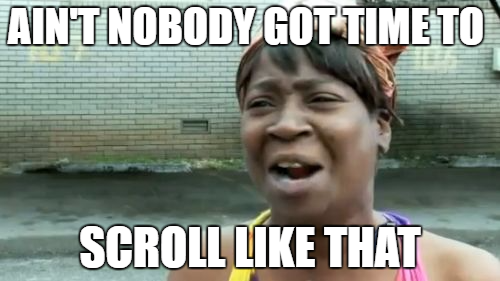 AIN'T NOBODY GOT TIME TO
SCROLL LIKE THAT